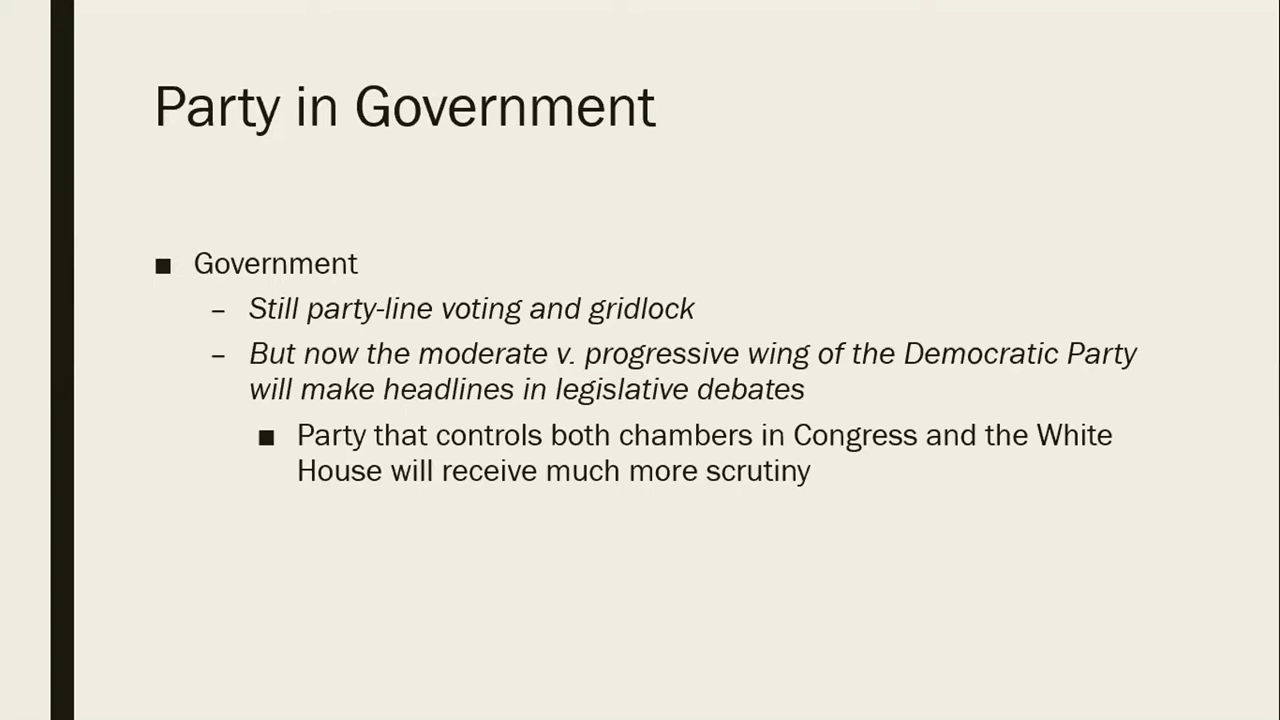 Party in Government
■ Government
– Still party-line voting and gridlock
– But now the moderate v. progressive wing of the Democratic Party
will make headlines in legislative debates
■ Party that controls both chambers in Congress and the White
House will receive much more scrutiny